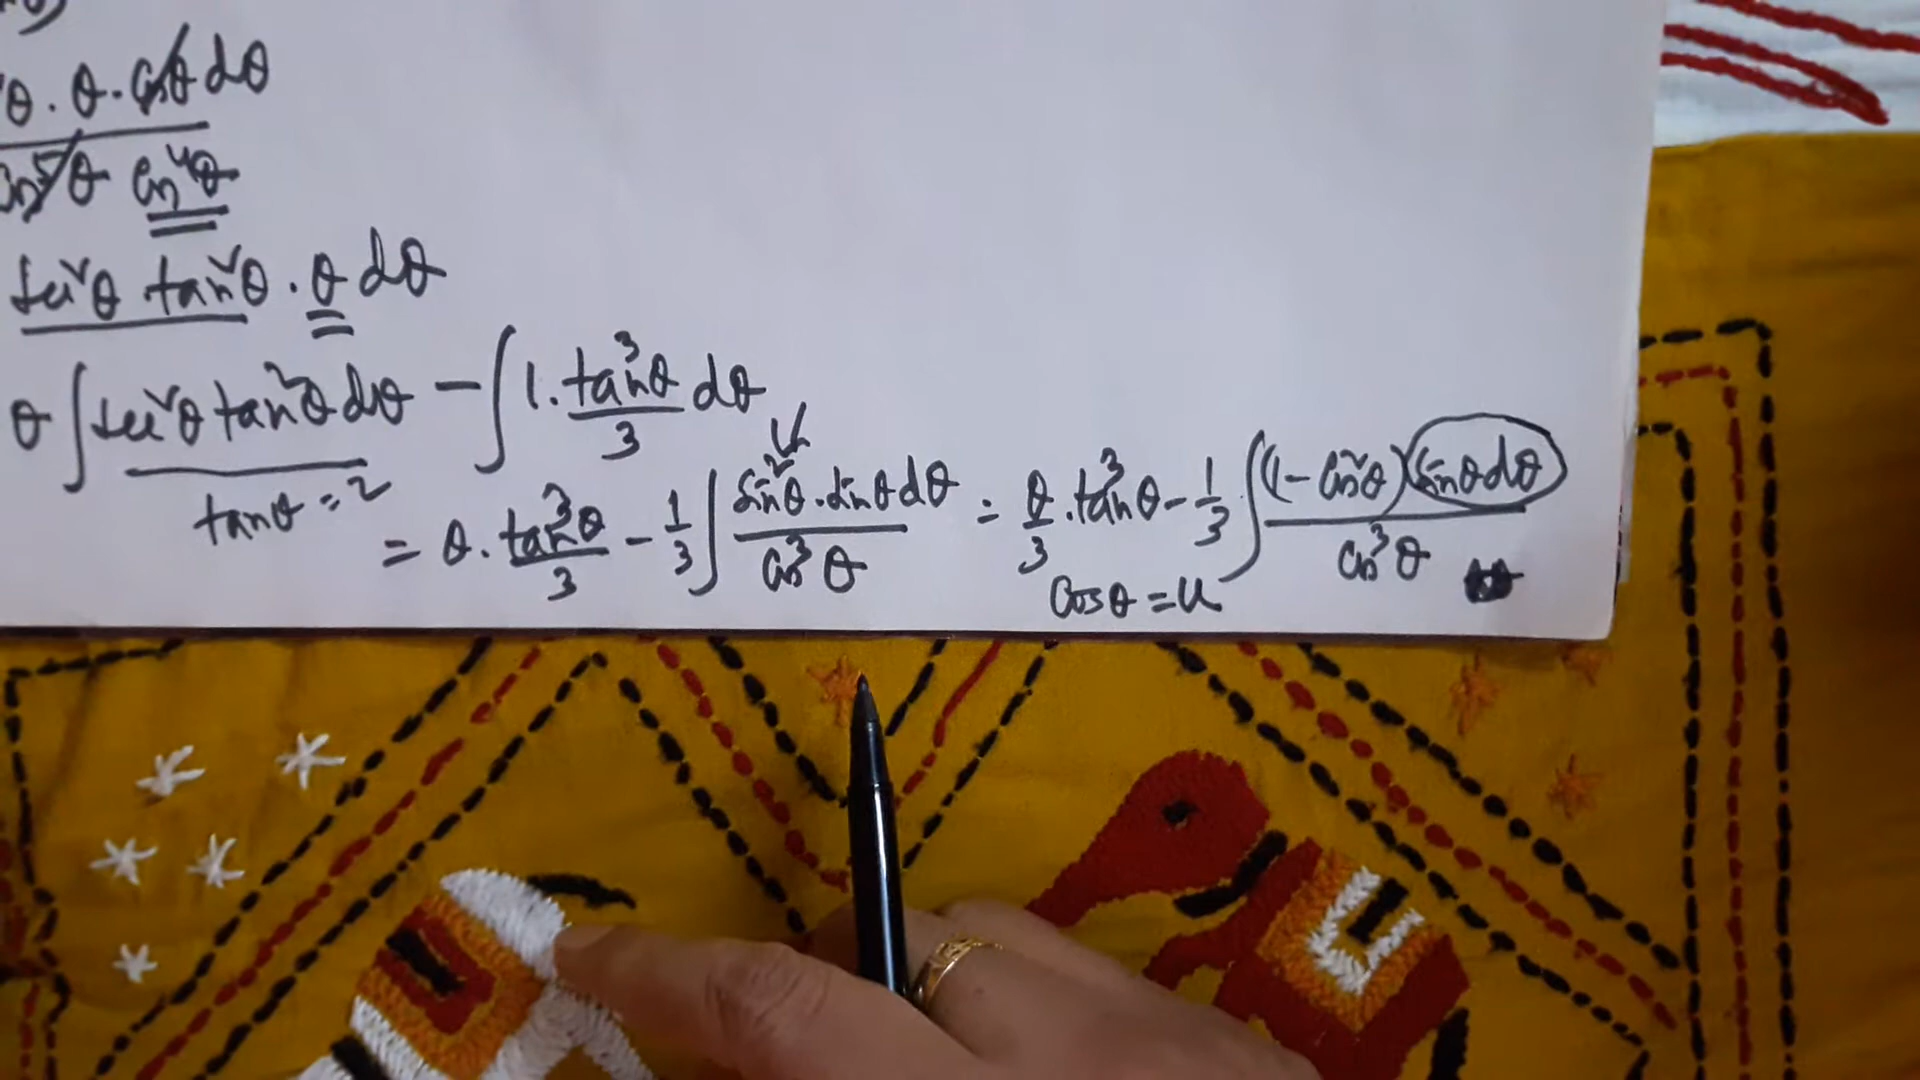 θ . θ . cosθ dθ
cos⁵θ cos⁴θ
sec²θ tan²θ . θ dθ
θ ∫ sec²θ tan²θ dθ − ∫ 1. tan³θ/3 dθ
tanθ = z
= θ. tan³θ/3 − 1/3 ∫ sin²θ . sinθ dθ / cos³θ = θ/3 . tan³θ − 1/3 ∫ (1 − cos²θ) sinθ dθ / cos³θ
cosθ = u